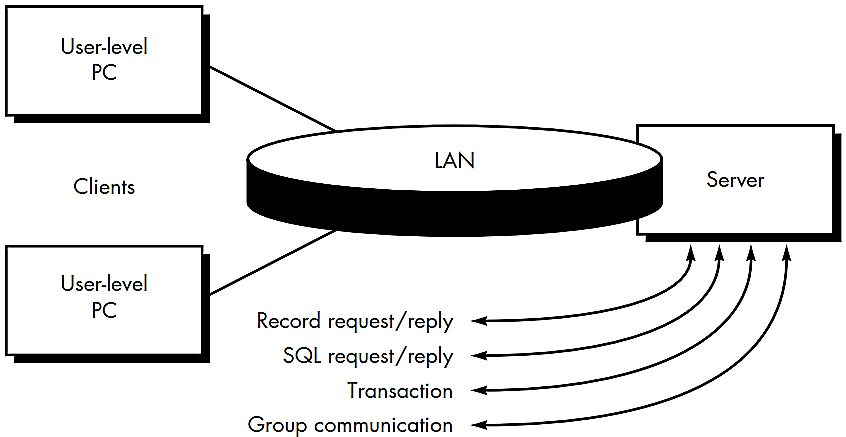 User-level
PC
LAN
Server
Clients
User-level
PC
Record request/reply
SQL request/reply
Transaction
Group communication